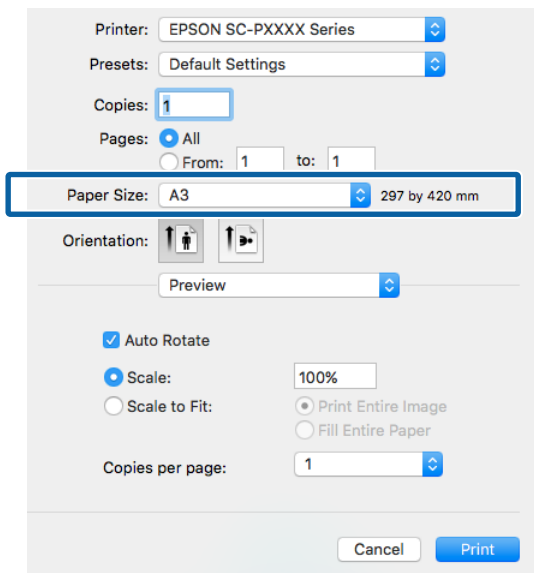 Printer: EPSON SC-PXXXX Series
Presets: Default Settings
Copies: 1
Pages: All
From: 1 to: 1
Paper Size: A3 297 by 420 mm
Orientation:
Preview
Auto Rotate
Scale: 100%
Scale to Fit: Print Entire Image
Fill Entire Paper
Copies per page: 1
Cancel Print